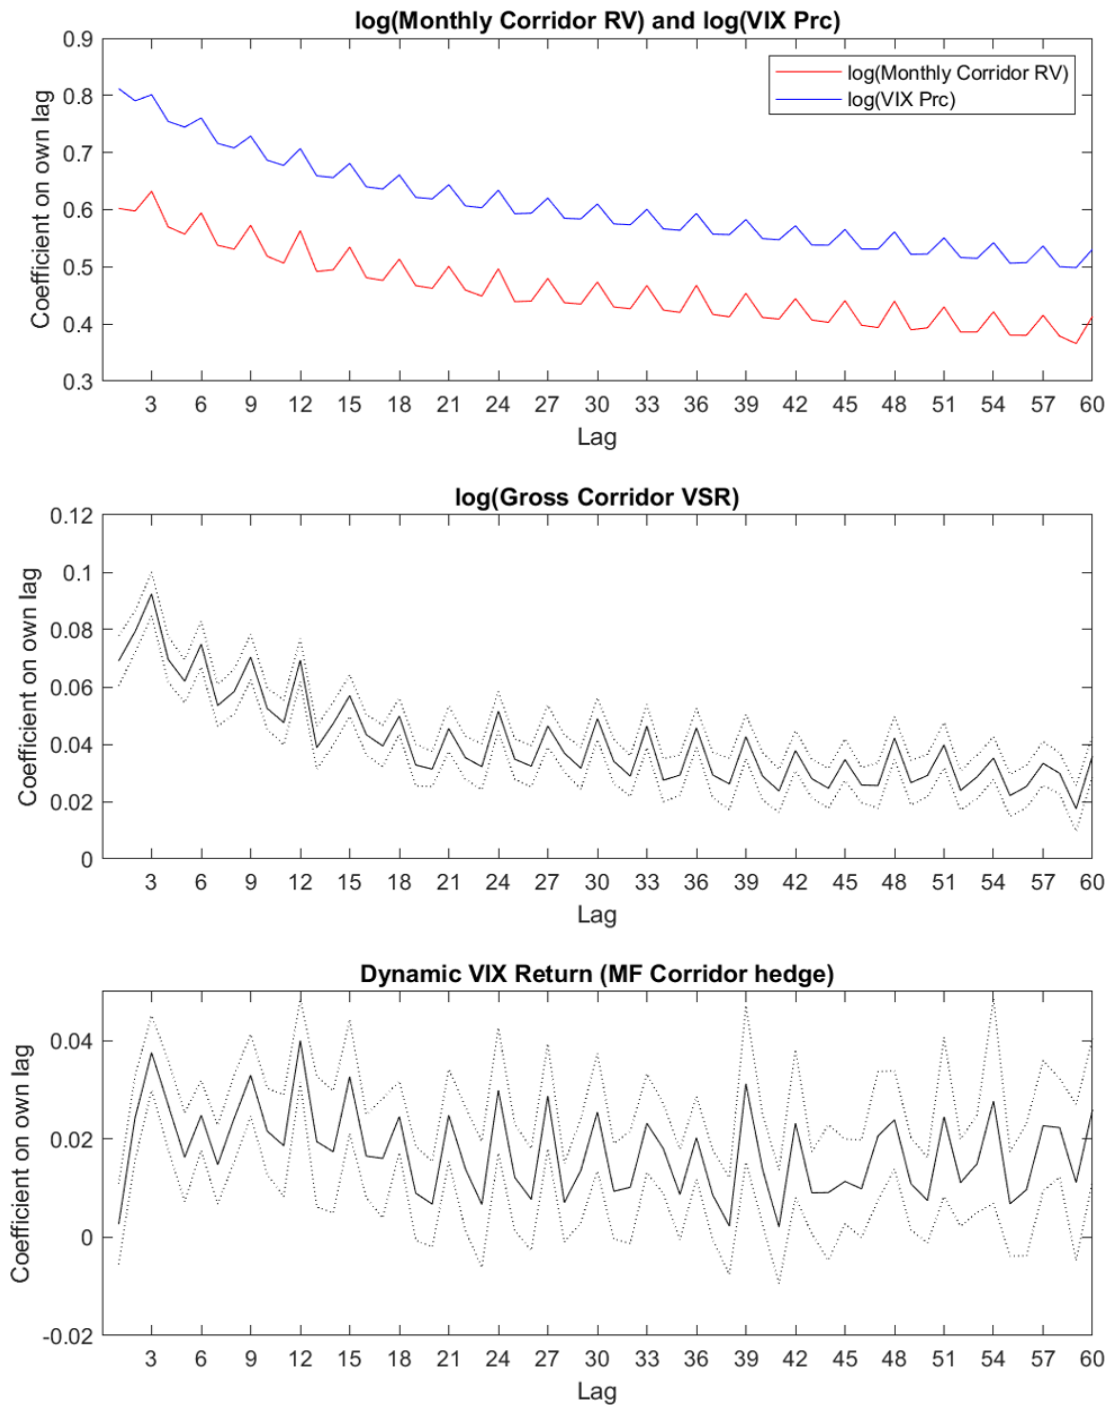 log(Monthly Corridor RV) and log(VIX Prc)
0.9
0.8
0.7
0.6
0.5
0.4
0.3
Coefficient on own lag
log(Monthly Corridor RV)
log(VIX Prc)
3 6 9 12 15 18 21 24 27 30 33 36 39 42 45 48 51 54 57 60
Lag
log(Gross Corridor VSR)
0.12
0.1
0.08
0.06
0.04
0.02
0
Coefficient on own lag
3 6 9 12 15 18 21 24 27 30 33 36 39 42 45 48 51 54 57 60
Lag
Dynamic VIX Return (MF Corridor hedge)
0.04
0.02
0
-0.02
Coefficient on own lag
3 6 9 12 15 18 21 24 27 30 33 36 39 42 45 48 51 54 57 60
Lag